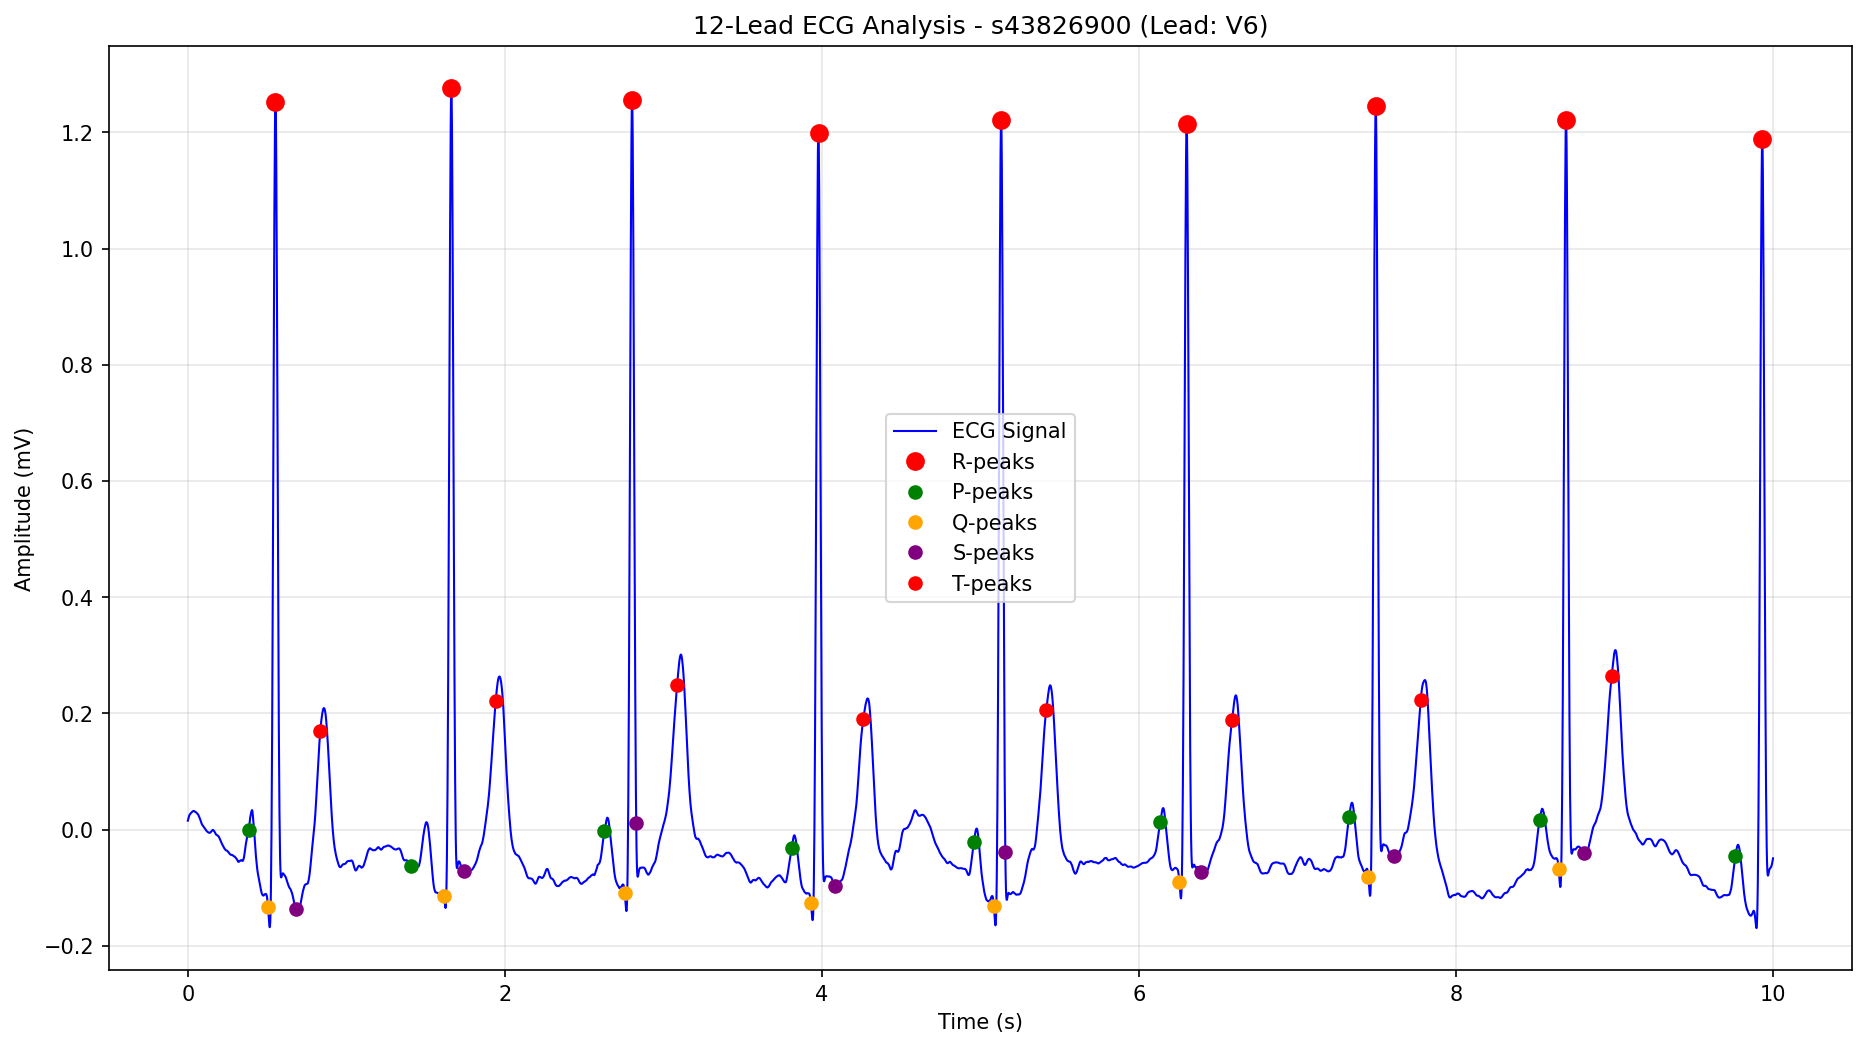 12-Lead ECG Analysis - s43826900 (Lead: V6)
Amplitude (mV)
1.2
1.0
0.8
0.6
0.4
0.2
0.0
−0.2
ECG Signal
R-peaks
P-peaks
Q-peaks
S-peaks
T-peaks
0 2 4 6 8 10
Time (s)